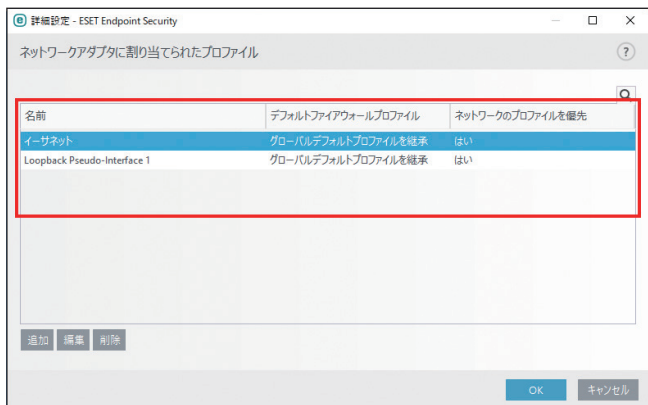 e 詳細設定 - ESET Endpoint Security
ネットワークアダプタに割り当てられたプロファイル
?
名前 デフォルトファイアウォールプロファイル ネットワークのプロファイルを優先
イーサネット グローバルデフォルトプロファイルを継承 はい
Loopback Pseudo-Interface 1 グローバルデフォルトプロファイルを継承 はい
追加 編集 削除
OK キャンセル